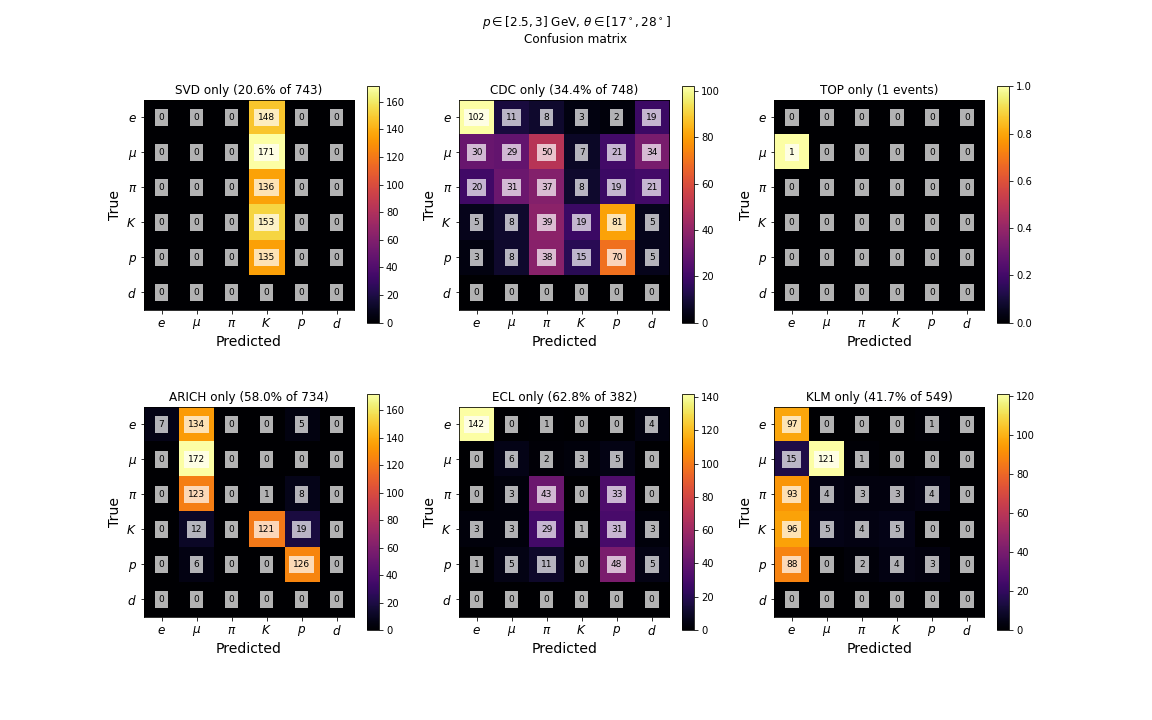 p ∈ [2.5, 3] GeV, θ ∈ [17°, 28°]
Confusion matrix
SVD only (20.6% of 743)
True
e 0 0 0 148 0 0
μ 0 0 0 171 0 0
π 0 0 0 136 0 0
K 0 0 0 153 0 0
p 0 0 0 135 0 0
d 0 0 0 0 0 0
e μ π K p d
Predicted
160
140
120
100
80
60
40
20
0
CDC only (34.4% of 748)
True
e 102 11 8 3 2 19
μ 30 29 50 7 21 34
π 20 31 37 8 19 21
K 5 8 39 19 81 5
p 3 8 38 15 70 5
d 0 0 0 0 0 0
e μ π K p d
Predicted
100
80
60
40
20
0
TOP only (1 events)
True
e 0 0 0 0 0 0
μ 1 0 0 0 0 0
π 0 0 0 0 0 0
K 0 0 0 0 0 0
p 0 0 0 0 0 0
d 0 0 0 0 0 0
e μ π K p d
Predicted
1.0
0.8
0.6
0.4
0.2
0.0
ARICH only (58.0% of 734)
True
e 7 134 0 0 5 0
μ 0 172 0 0 0 0
π 0 123 0 1 8 0
K 0 12 0 121 19 0
p 0 6 0 0 126 0
d 0 0 0 0 0 0
e μ π K p d
Predicted
160
140
120
100
80
60
40
20
0
ECL only (62.8% of 382)
True
e 142 0 1 0 0 4
μ 0 6 2 3 5 0
π 0 3 43 0 33 0
K 3 3 29 1 31 3
p 1 5 11 0 48 5
d 0 0 0 0 0 0
e μ π K p d
Predicted
140
120
100
80
60
40
20
0
KLM only (41.7% of 549)
True
e 97 0 0 0 1 0
μ 15 121 1 0 0 0
π 93 4 3 3 4 0
K 96 5 4 5 0 0
p 88 0 2 4 3 0
d 0 0 0 0 0 0
e μ π K p d
Predicted
120
100
80
60
40
20
0